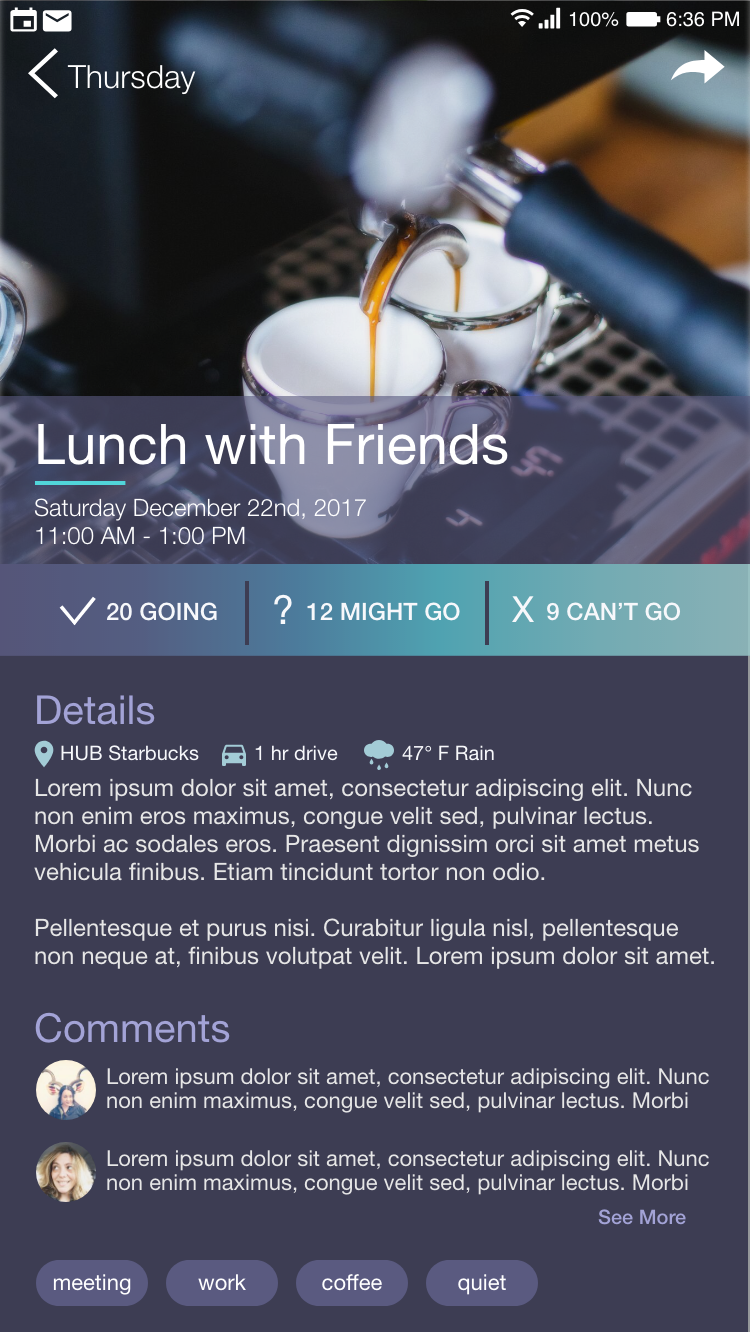 100% 6:36 PM
Thursday
Lunch with Friends
Saturday December 22nd, 2017
11:00 AM - 1:00 PM
20 GOING
? 12 MIGHT GO
X 9 CAN'T GO
Details
HUB Starbucks 1 hr drive 47° F Rain
Lorem ipsum dolor sit amet, consectetur adipiscing elit. Nunc
non enim eros maximus, congue velit sed, pulvinar lectus.
Morbi ac sodales eros. Praesent dignissim orci sit amet metus
vehicula finibus. Etiam tincidunt tortor non odio.
Pellentesque et purus nisi. Curabitur ligula nisl, pellentesque
non neque at, finibus volutpat velit. Lorem ipsum dolor sit amet.
Comments
Lorem ipsum dolor sit amet, consectetur adipiscing elit. Nunc
non enim maximus, congue velit sed, pulvinar lectus. Morbi
Lorem ipsum dolor sit amet, consectetur adipiscing elit. Nunc
non enim maximus, congue velit sed, pulvinar lectus. Morbi
See More
meeting work coffee quiet